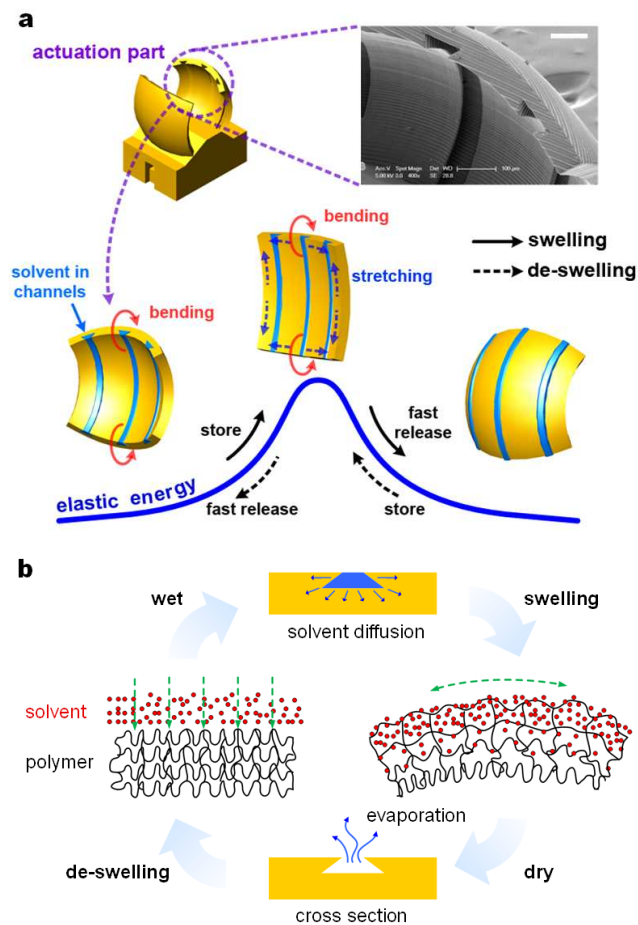 a
actuation part
Acc.V Spot Magn Det WD
5.00 kV 3.0 400x SE 28.8
100 µm
bending
swelling
de-swelling
stretching
solvent in
channels
bending
store
fast
release
elastic energy
fast release
store
b
wet
swelling
solvent diffusion
solvent
polymer
evaporation
de-swelling
dry
cross section